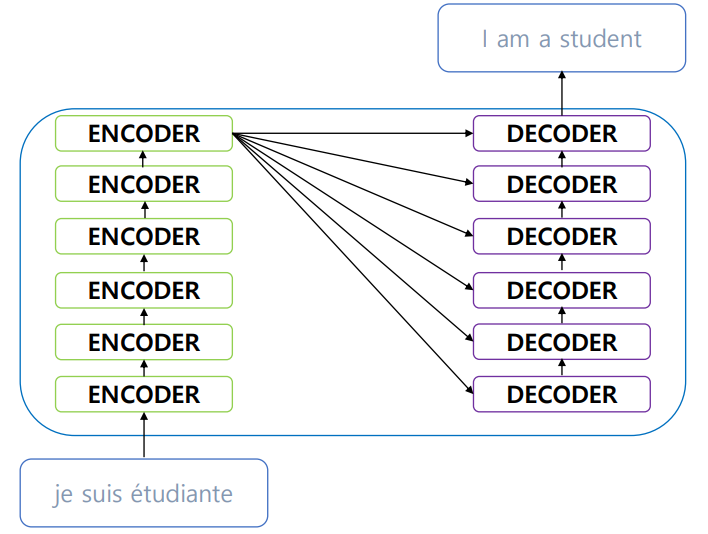 I am a student
ENCODER
DECODER
ENCODER
DECODER
ENCODER
DECODER
ENCODER
DECODER
ENCODER
DECODER
ENCODER
DECODER
je suis étudiante